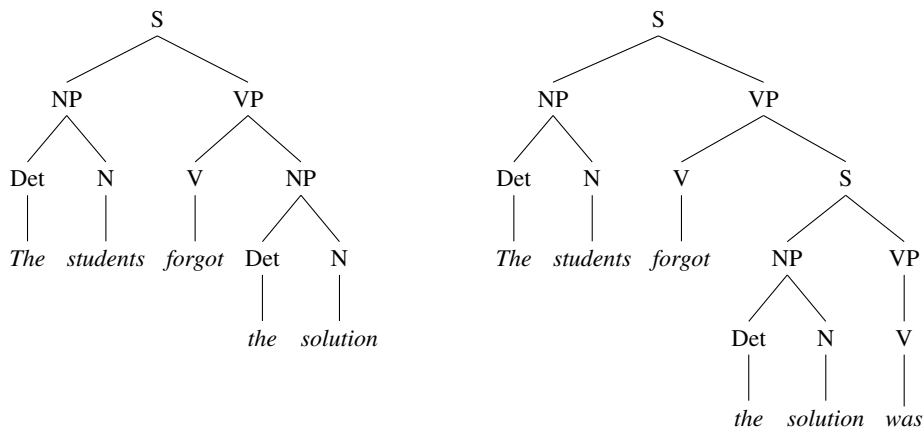 S S
NP VP NP VP
Det N V NP Det N V S
The students forgot Det N The students forgot NP VP
the solution Det N V
the solution was